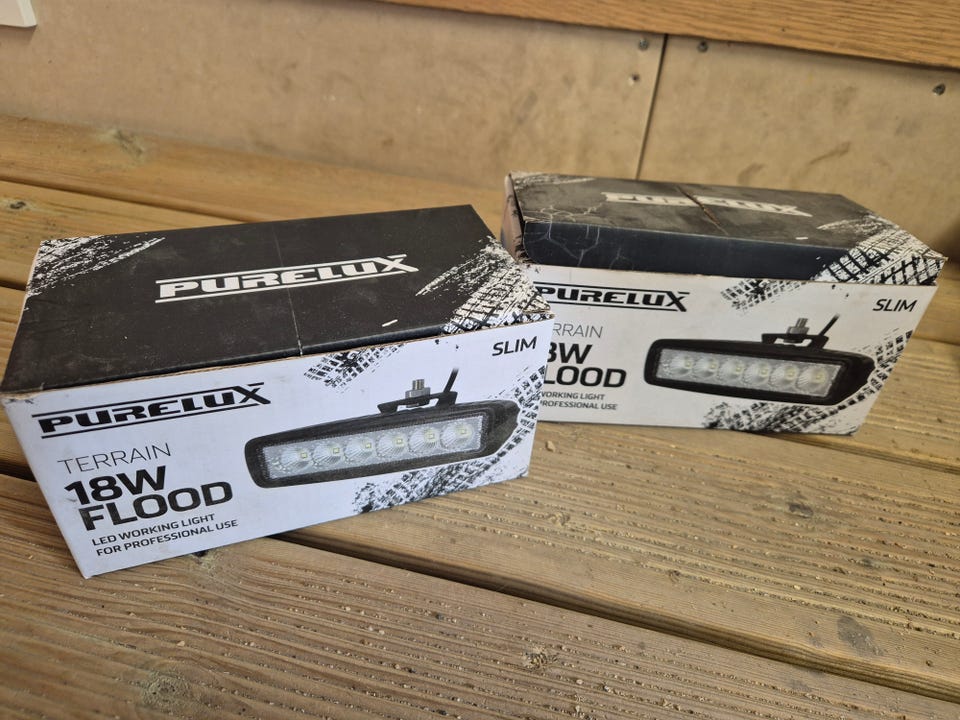 PURELUX
SLIM
PURELUX
TERRAIN
18W
FLOOD
LED WORKING LIGHT
FOR PROFESSIONAL USE
PURELUX
SLIM
PURELUX
RRAIN
8W
LOOD
WORKING LIGHT
PROFESSIONAL USE